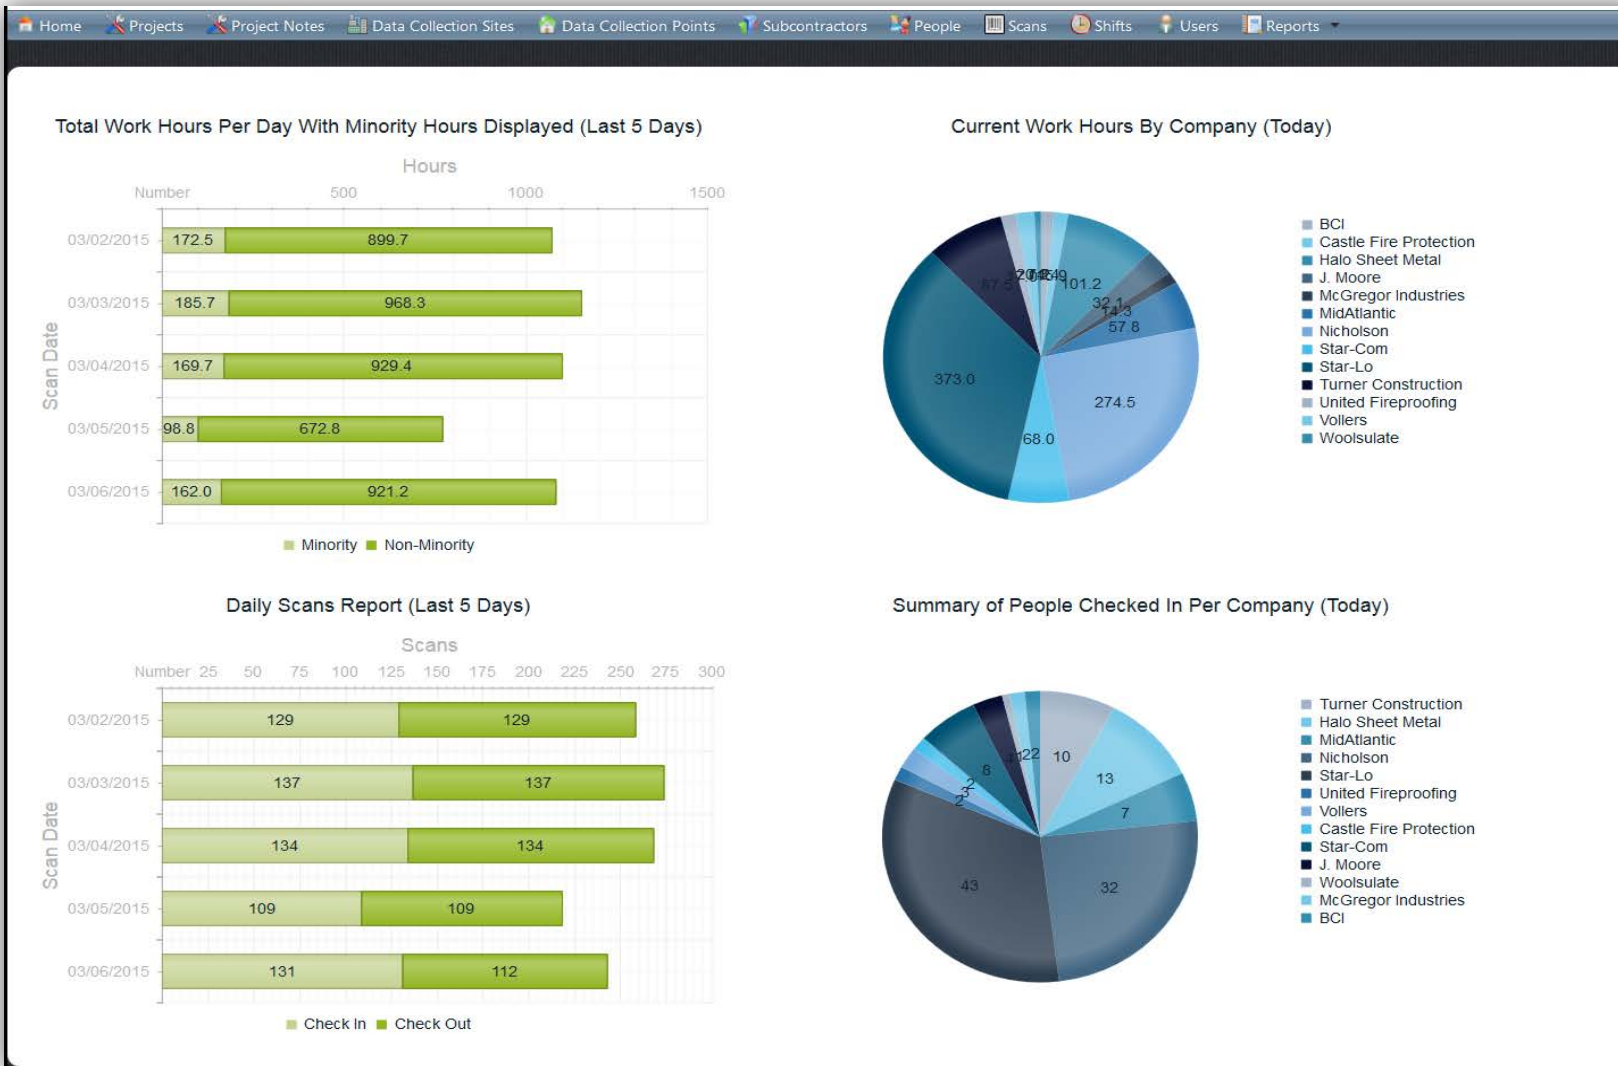 Home Projects Project Notes Data Collection Sites Data Collection Points Subcontractors People Scans Shifts Users Reports
Total Work Hours Per Day With Minority Hours Displayed (Last 5 Days)
Hours
Number 500 1000 1500
Scan Date
03/02/2015 172.5 899.7
03/03/2015 185.7 968.3
03/04/2015 169.7 929.4
03/05/2015 98.8 672.8
03/06/2015 162.0 921.2
Minority Non-Minority
Current Work Hours By Company (Today)
101.2
32.1
14.3
57.8
274.5
68.0
373.0
BCI
Castle Fire Protection
Halo Sheet Metal
J. Moore
McGregor Industries
MidAtlantic
Nicholson
Star-Com
Star-Lo
Turner Construction
United Fireproofing
Vollers
Woolsulate
Daily Scans Report (Last 5 Days)
Scans
Number 25 50 75 100 125 150 175 200 225 250 275 300
Scan Date
03/02/2015 129 129
03/03/2015 137 137
03/04/2015 134 134
03/05/2015 109 109
03/06/2015 131 112
Check In Check Out
Summary of People Checked In Per Company (Today)
10
13
7
32
43
2
3
2
8
4
1
2
2
Turner Construction
Halo Sheet Metal
MidAtlantic
Nicholson
Star-Lo
United Fireproofing
Vollers
Castle Fire Protection
Star-Com
J. Moore
Woolsulate
McGregor Industries
BCI